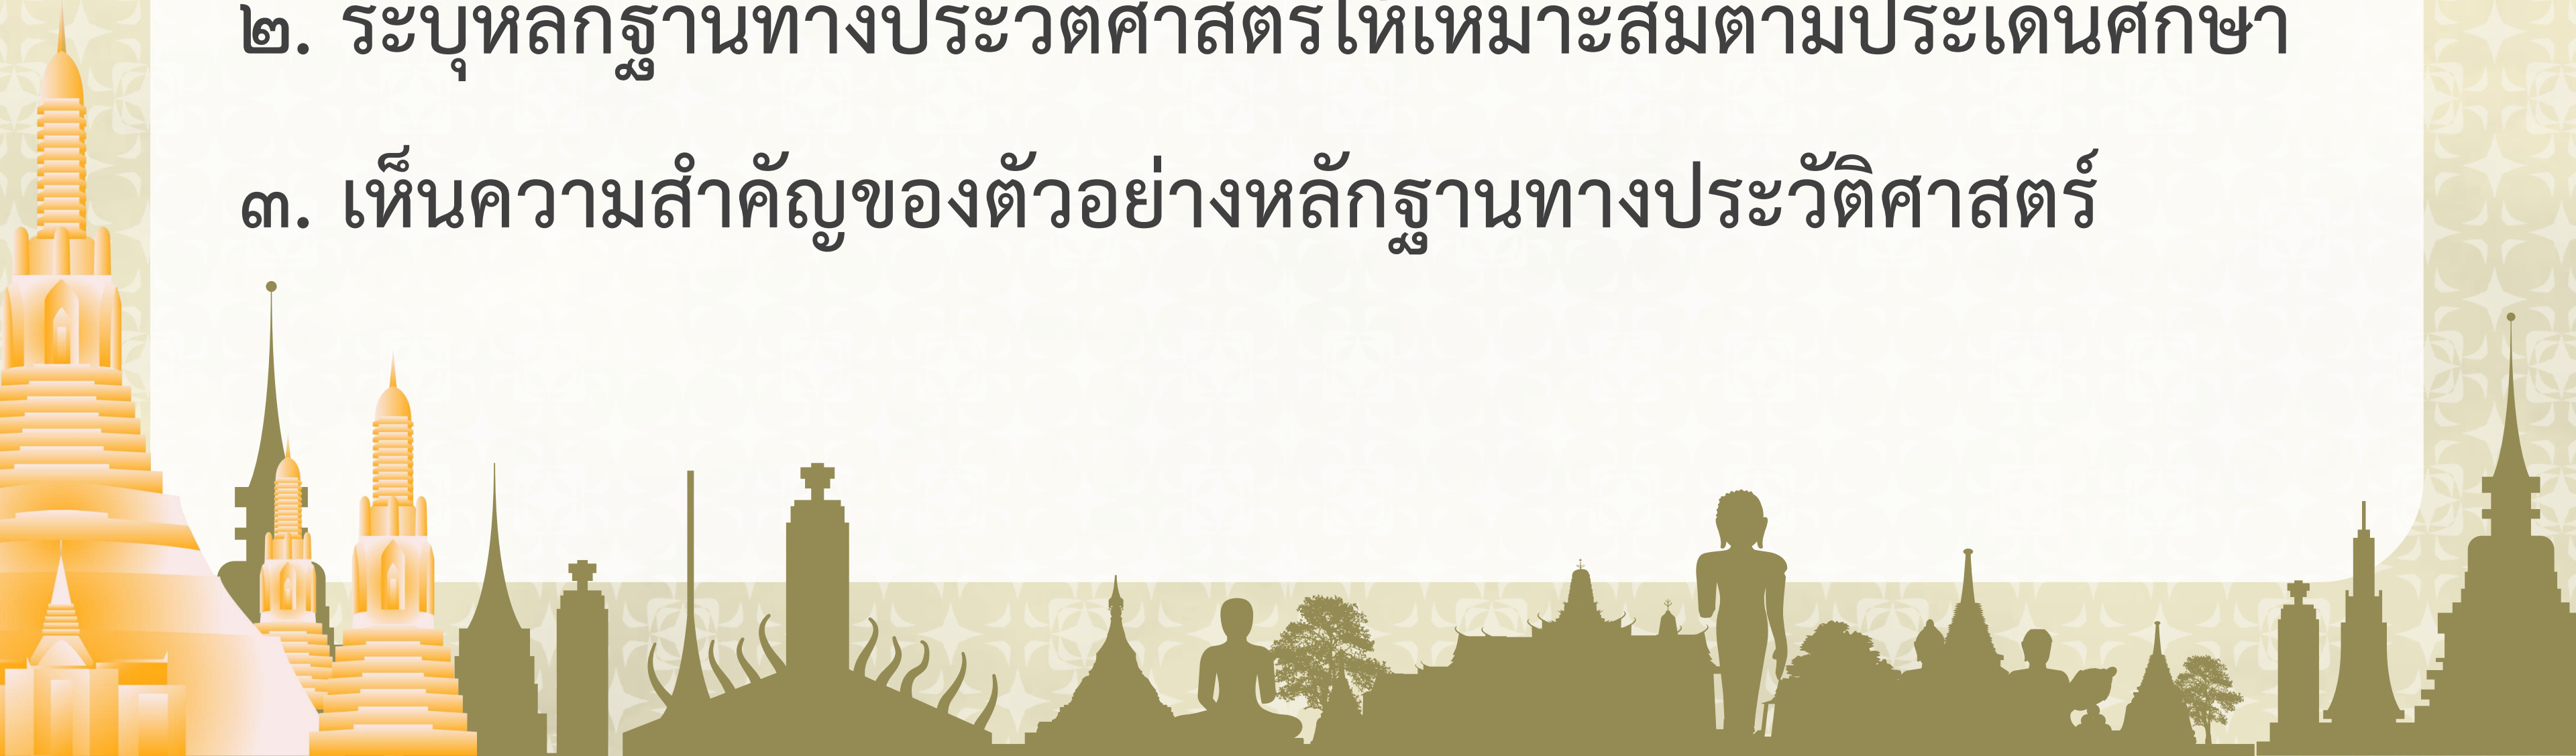 ๒. ระบุหลักฐานทางประวัติศาสตร์ให้เหมาะสมตามประเด็นศึกษา
๓. เห็นความสำคัญของตัวอย่างหลักฐานทางประวัติศาสตร์